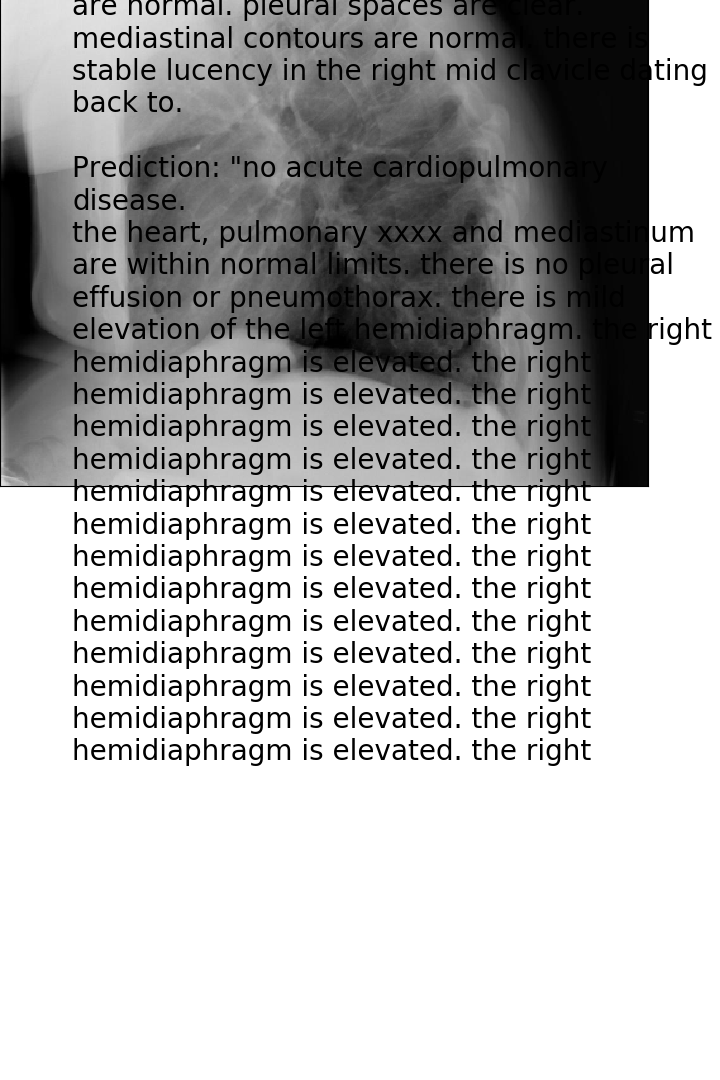 are normal. pleural spaces are clear.
mediastinal contours are normal. there is
stable lucency in the right mid clavicle dating
back to.
Prediction: "no acute cardiopulmonary
disease.
the heart, pulmonary xxxx and mediastinum
are within normal limits. there is no pleural
effusion or pneumothorax. there is mild
elevation of the left hemidiaphragm. the right
hemidiaphragm is elevated. the right
hemidiaphragm is elevated. the right
hemidiaphragm is elevated. the right
hemidiaphragm is elevated. the right
hemidiaphragm is elevated. the right
hemidiaphragm is elevated. the right
hemidiaphragm is elevated. the right
hemidiaphragm is elevated. the right
hemidiaphragm is elevated. the right
hemidiaphragm is elevated. the right
hemidiaphragm is elevated. the right
hemidiaphragm is elevated. the right
hemidiaphragm is elevated. the right